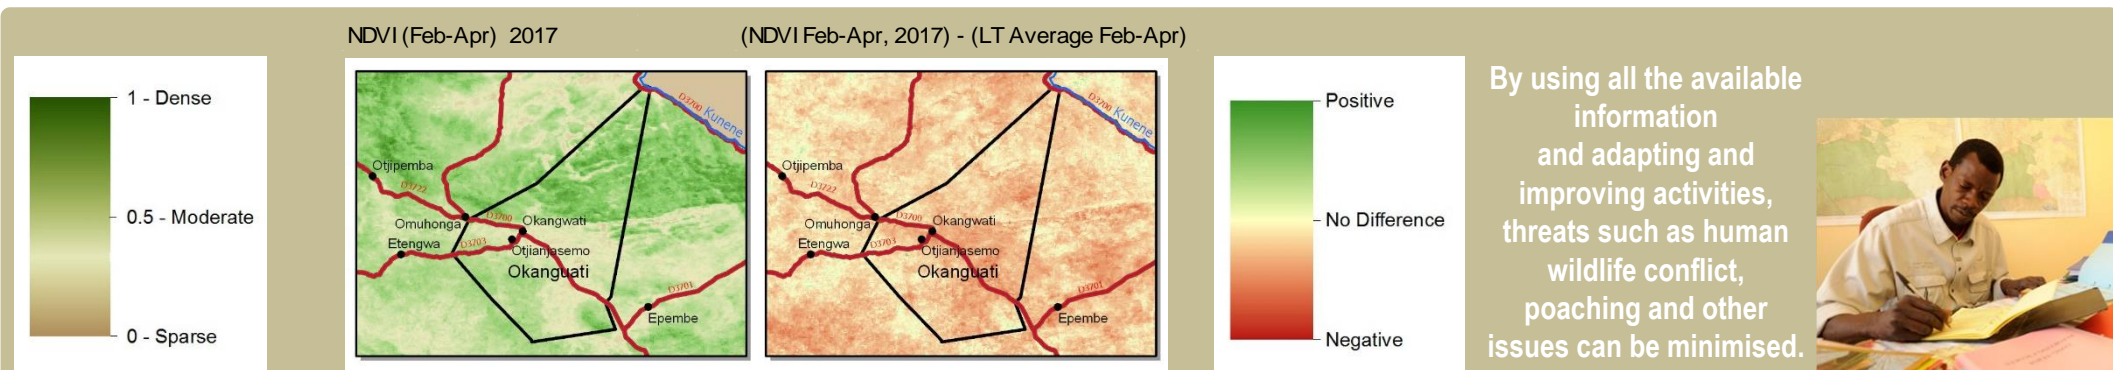 NDVI (Feb-Apr) 2017
(NDVI Feb-Apr, 2017) - (LT Average Feb-Apr)
1 - Dense
0.5 - Moderate
0 - Sparse
D3700
Kunene
Otjipemba
D3722
Omuhonga
D3700
Okangwati
Etengwa
D3703
Otjianjasemo
Okanguati
D3701
Epembe
D3700
Kunene
Otjipemba
D3722
Omuhonga
D3700
Okangwati
Etengwa
D3703
Otjianjasemo
Okanguati
D3701
Epembe
Positive
No Difference
Negative
By using all the available
information
and adapting and
improving activities,
threats such as human
wildlife conflict,
poaching and other
issues can be minimised.